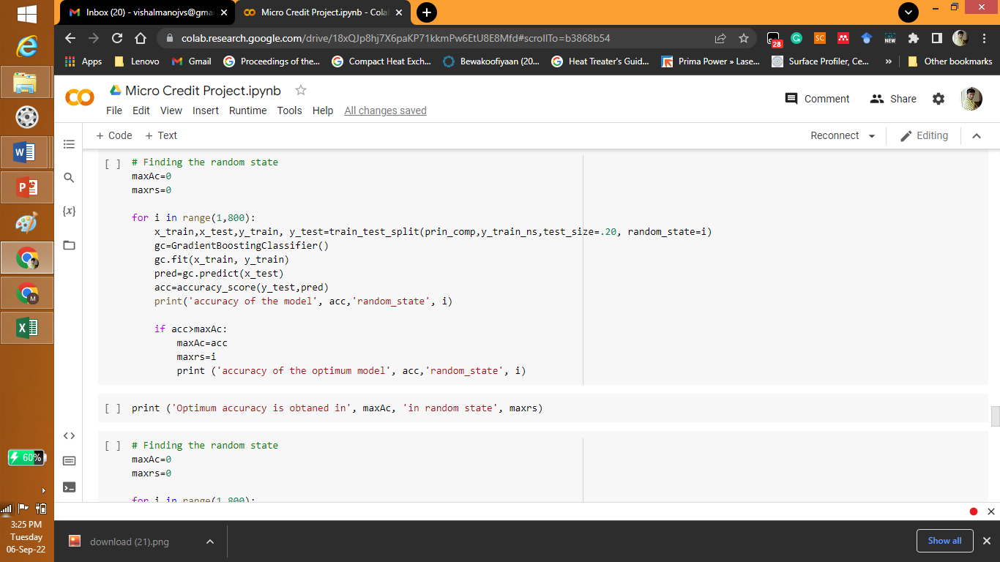 Inbox (20) - vishalmanojvs@gma
Micro Credit Project.ipynb - Cola
colab.research.google.com/drive/18xQJp8hj7X6paKP71kkmPw6EtU8E8Mfd#scrollTo=b3868b54
28
SC
NEW
Apps
Lenovo
Gmail
Proceedings of the...
Compact Heat Exch...
Bewakoofiyaan (20...
Heat Treater's Guid...
Prima Power » Lase...
Surface Profiler, Ce...
»
Other bookmarks
Micro Credit Project.ipynb
File Edit View Insert Runtime Tools Help All changes saved
Comment
Share
+ Code + Text
Reconnect
Editing
[ ] # Finding the random state
maxAc=0
maxrs=0
for i in range(1,800):
x_train,x_test,y_train, y_test=train_test_split(prin_comp,y_train_ns,test_size=.20, random_state=i)
gc=GradientBoostingClassifier()
gc.fit(x_train, y_train)
pred=gc.predict(x_test)
acc=accuracy_score(y_test,pred)
print('accuracy of the model', acc,'random_state', i)
if acc>maxAc:
maxAc=acc
maxrs=i
print ('accuracy of the optimum model', acc,'random_state', i)
[ ] print ('Optimum accuracy is obtaned in', maxAc, 'in random state', maxrs)
[ ] # Finding the random state
maxAc=0
maxrs=0
for i in range(1,800):
{x}
60%
3:25 PM
Tuesday
06-Sep-22
download (21).png
Show all